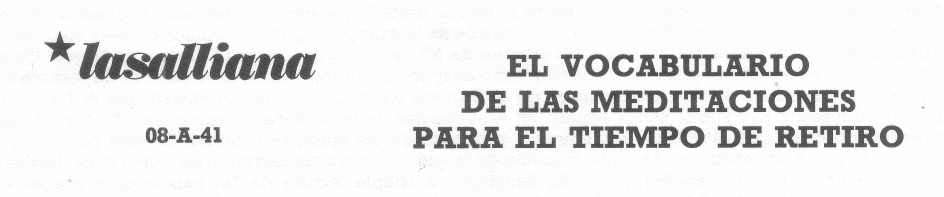 ★lasalliana
08-A-41
EL VOCABULARIO
DE LAS MEDITACIONES
PARA EL TIEMPO DE RETIRO